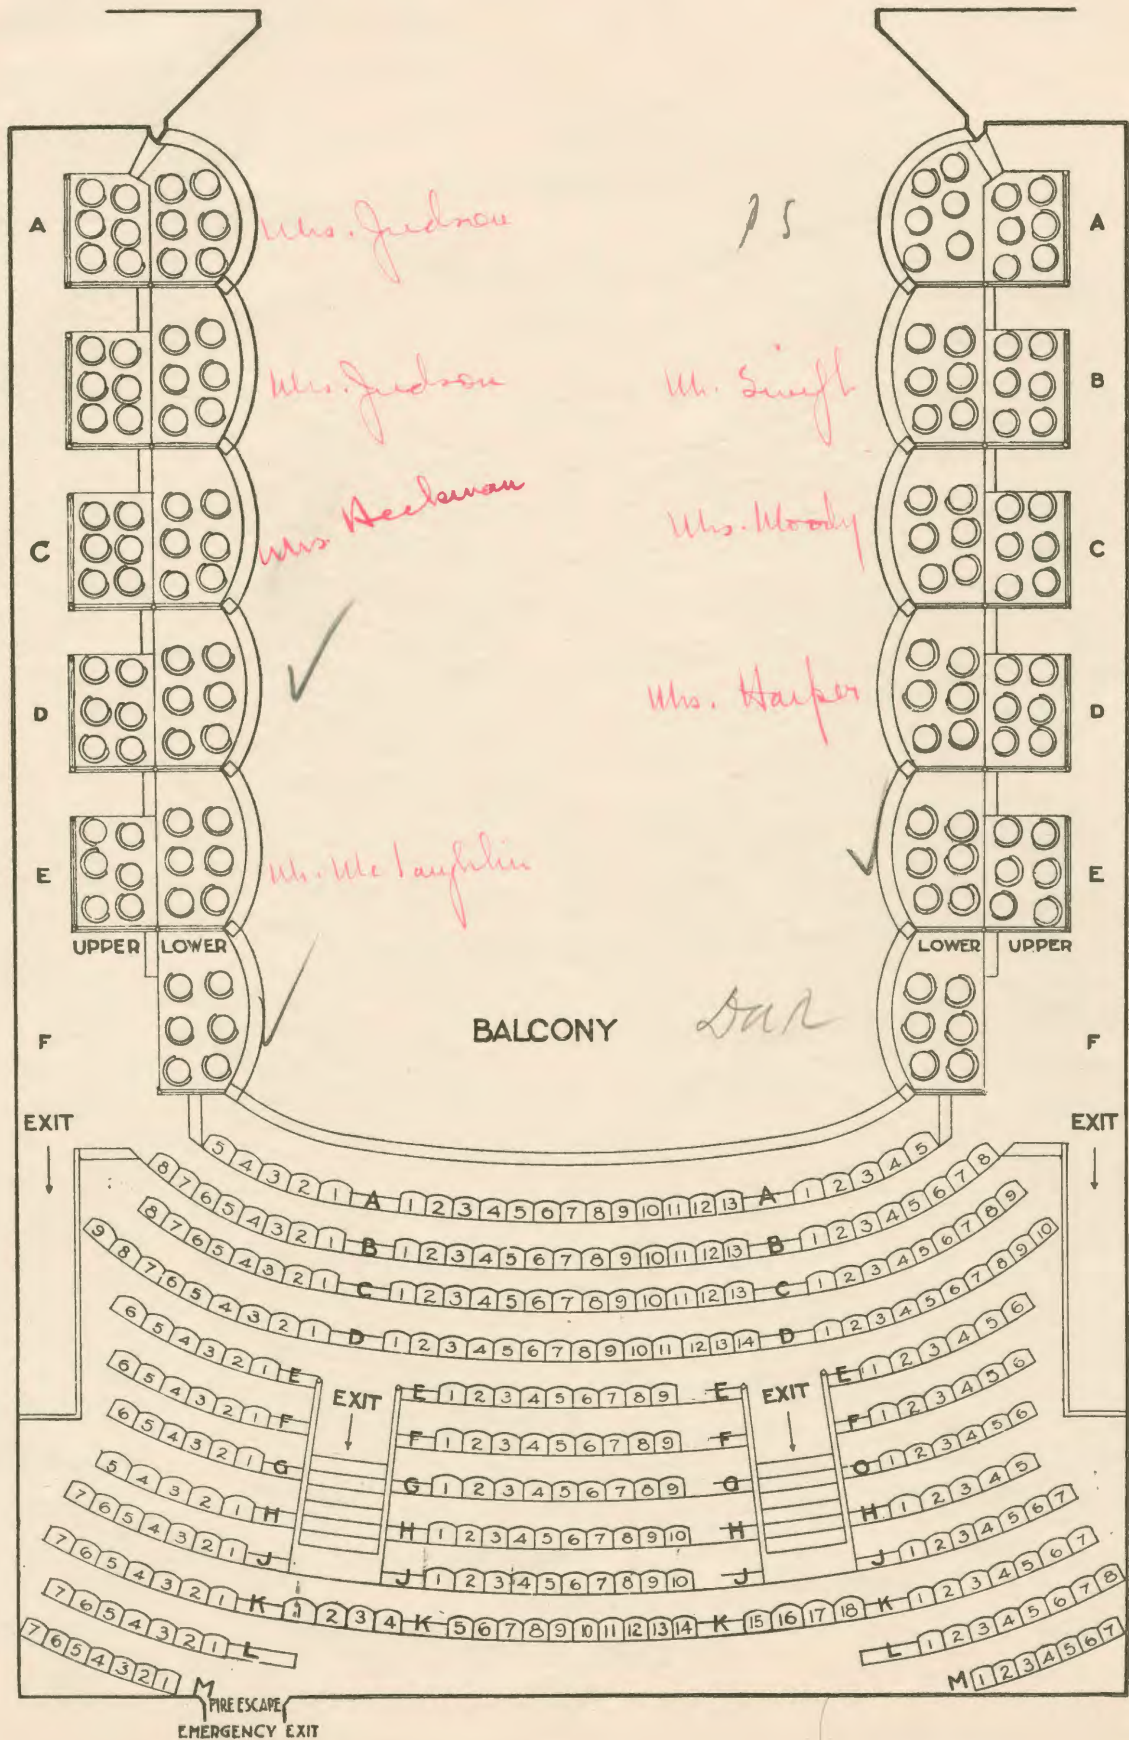 A
Mrs. Judson
A
B
Mrs. Judson
Mr. Swift
B
C
Mrs. Heckman
Mrs. Moody
C
D
Mrs. Harper
D
E
Mr. McLaughlin
E
UPPER LOWER
LOWER UPPER
F
BALCONY
DAR
F
EXIT
EXIT
5 4 3 2 1 A 1 2 3 4 5 6 7 8 9 10 11 12 13 A 1 2 3 4 5
8 7 6 5 4 3 2 1 B 1 2 3 4 5 6 7 8 9 10 11 12 13 B 1 2 3 4 5 6 7 8
8 7 6 5 4 3 2 1 C 1 2 3 4 5 6 7 8 9 10 11 12 13 C 1 2 3 4 5 6 7 8 9
9 8 7 6 5 4 3 2 1 D 1 2 3 4 5 6 7 8 9 10 11 12 13 14 D 1 2 3 4 5 6 7 8 9 10
6 5 4 3 2 1 E EXIT E 1 2 3 4 5 6 7 8 9 E EXIT E 1 2 3 4 5 6
6 5 4 3 2 1 F F 1 2 3 4 5 6 7 8 9 F F 1 2 3 4 5 6
6 5 4 3 2 1 G G 1 2 3 4 5 6 7 8 9 G G 1 2 3 4 5 6
5 4 3 2 1 H H 1 2 3 4 5 6 7 8 9 10 H H 1 2 3 4 5
7 6 5 4 3 2 1 J J 1 2 3 4 5 6 7 8 9 10 J J 1 2 3 4 5 6 7
7 6 5 4 3 2 1 K 1 2 3 4 K 5 6 7 8 9 10 11 12 13 14 K 15 16 17 18 K 1 2 3 4 5 6 7
7 6 5 4 3 2 1 L L 1 2 3 4 5 6 7 8
7 6 5 4 3 2 1 M M 1 2 3 4 5 6 7
FIRE ESCAPE
EMERGENCY EXIT